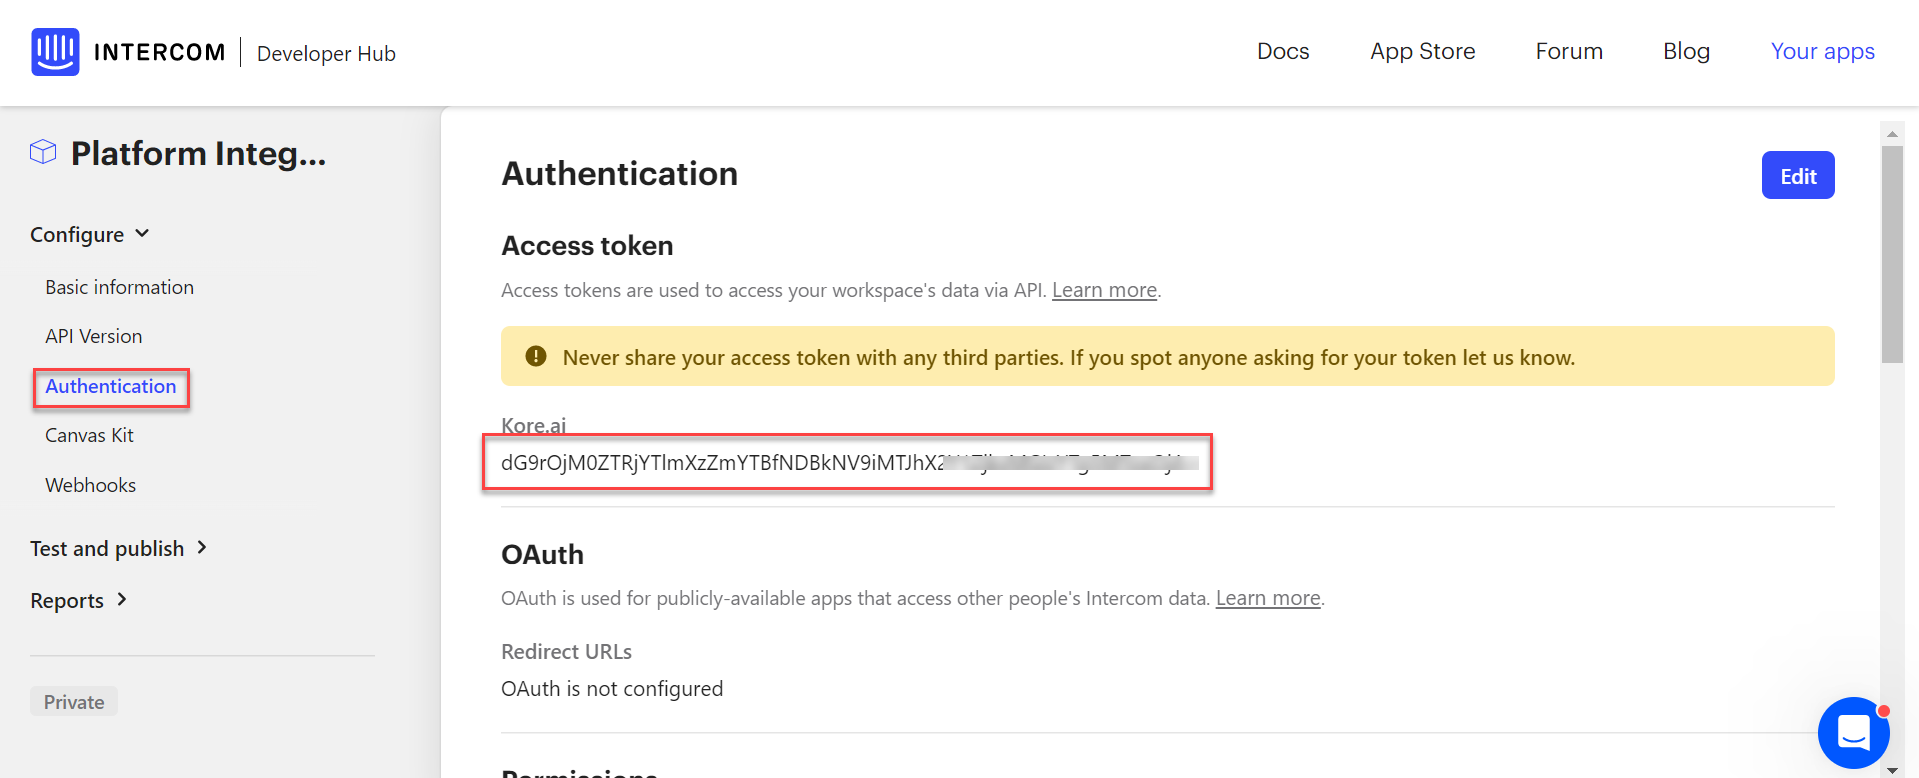 INTERCOM | Developer Hub
Docs
App Store
Forum
Blog
Your apps
Platform Integ...
Configure
Basic information
API Version
Authentication
Canvas Kit
Webhooks
Test and publish
Reports
Private
Authentication
Edit
Access token
Access tokens are used to access your workspace's data via API. Learn more.
Never share your access token with any third parties. If you spot anyone asking for your token let us know.
Kore.ai
OAuth
OAuth is used for publicly-available apps that access other people's Intercom data. Learn more.
Redirect URLs
OAuth is not configured
Permissions